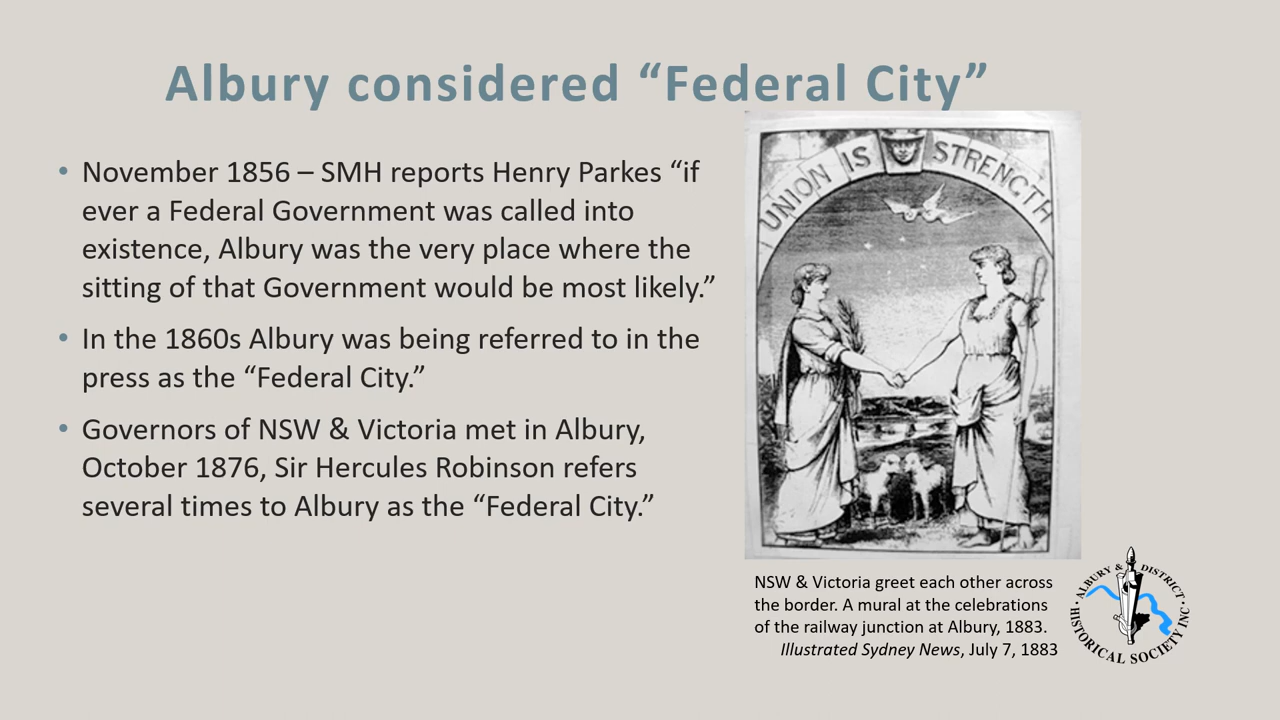 Albury considered “Federal City”
• November 1856 – SMH reports Henry Parkes “if
ever a Federal Government was called into
existence, Albury was the very place where the
sitting of that Government would be most likely.”
• In the 1860s Albury was being referred to in the
press as the “Federal City.”
• Governors of NSW & Victoria met in Albury,
October 1876, Sir Hercules Robinson refers
several times to Albury as the “Federal City.”
UNION IS STRENGTH
NSW & Victoria greet each other across
the border. A mural at the celebrations
of the railway junction at Albury, 1883.
Illustrated Sydney News, July 7, 1883
• ALBURY & DISTRICT •
HISTORICAL SOCIETY INC